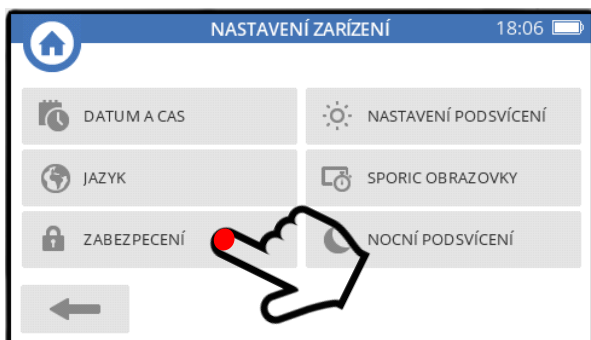 NASTAVENÍ ZARÍZENÍ 18:06
DATUM A CAS
NASTAVENÍ PODSVÍCENÍ
JAZYK
SPORIC OBRAZOVKY
ZABEZPECENÍ
NOCNÍ PODSVÍCENÍ